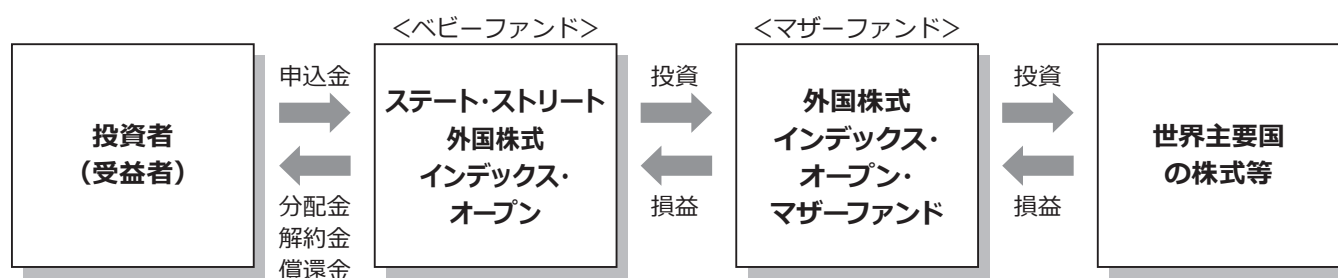 <ベビーファンド>
<マザーファンド>
投資者
(受益者)
申込金
分配金
解約金
償還金
ステート・ストリート
外国株式
インデックス・
オープン
投資
損益
外国株式
インデックス・
オープン・
マザーファンド
投資
損益
世界主要国
の株式等